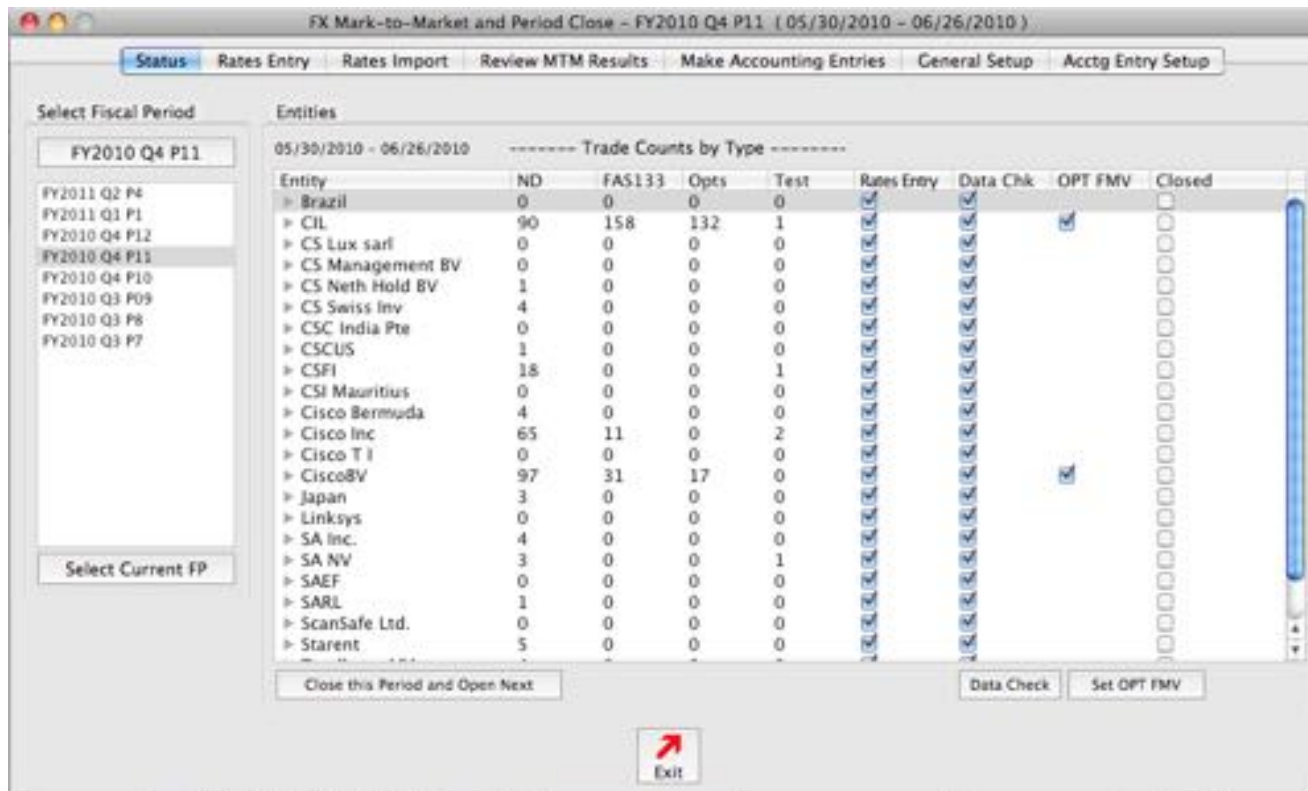 FX Mark-to-Market and Period Close - FY2010 Q4 P11 ( 05/30/2010 - 06/26/2010 )
Status Rates Entry Rates Import Review MTM Results Make Accounting Entries General Setup Acctg Entry Setup
Select Fiscal Period
FY2010 Q4 P11
FY2011 Q2 P4
FY2011 Q1 P1
FY2010 Q4 P12
FY2010 Q4 P11
FY2010 Q4 P10
FY2010 Q3 P09
FY2010 Q3 P8
FY2010 Q3 P7
Select Current FP
Entities
05/30/2010 - 06/26/2010 ------- Trade Counts by Type --------
Entity ND FAS133 Opts Test Rates Entry Data Chk OPT FMV Closed
Brazil 0 0 0 0
CIL 90 158 132 1
CS Lux sarl 0 0 0 0
CS Management BV 0 0 0 0
CS Neth Hold BV 1 0 0 0
CS Swiss Inv 4 0 0 0
CSC India Pte 0 0 0 0
CSCUS 1 0 0 0
CSFI 18 0 0 1
CSI Mauritius 0 0 0 0
Cisco Bermuda 4 0 0 0
Cisco Inc 65 11 0 2
Cisco T I 0 0 0 0
CiscoBV 97 31 17 0
Japan 3 0 0 0
Linksys 0 0 0 0
SA Inc. 4 0 0 0
SA NV 3 0 0 1
SAEF 0 0 0 0
SARL 1 0 0 0
ScanSafe Ltd. 0 0 0 0
Starent 5 0 0 0
Close this Period and Open Next Data Check Set OPT FMV
Exit